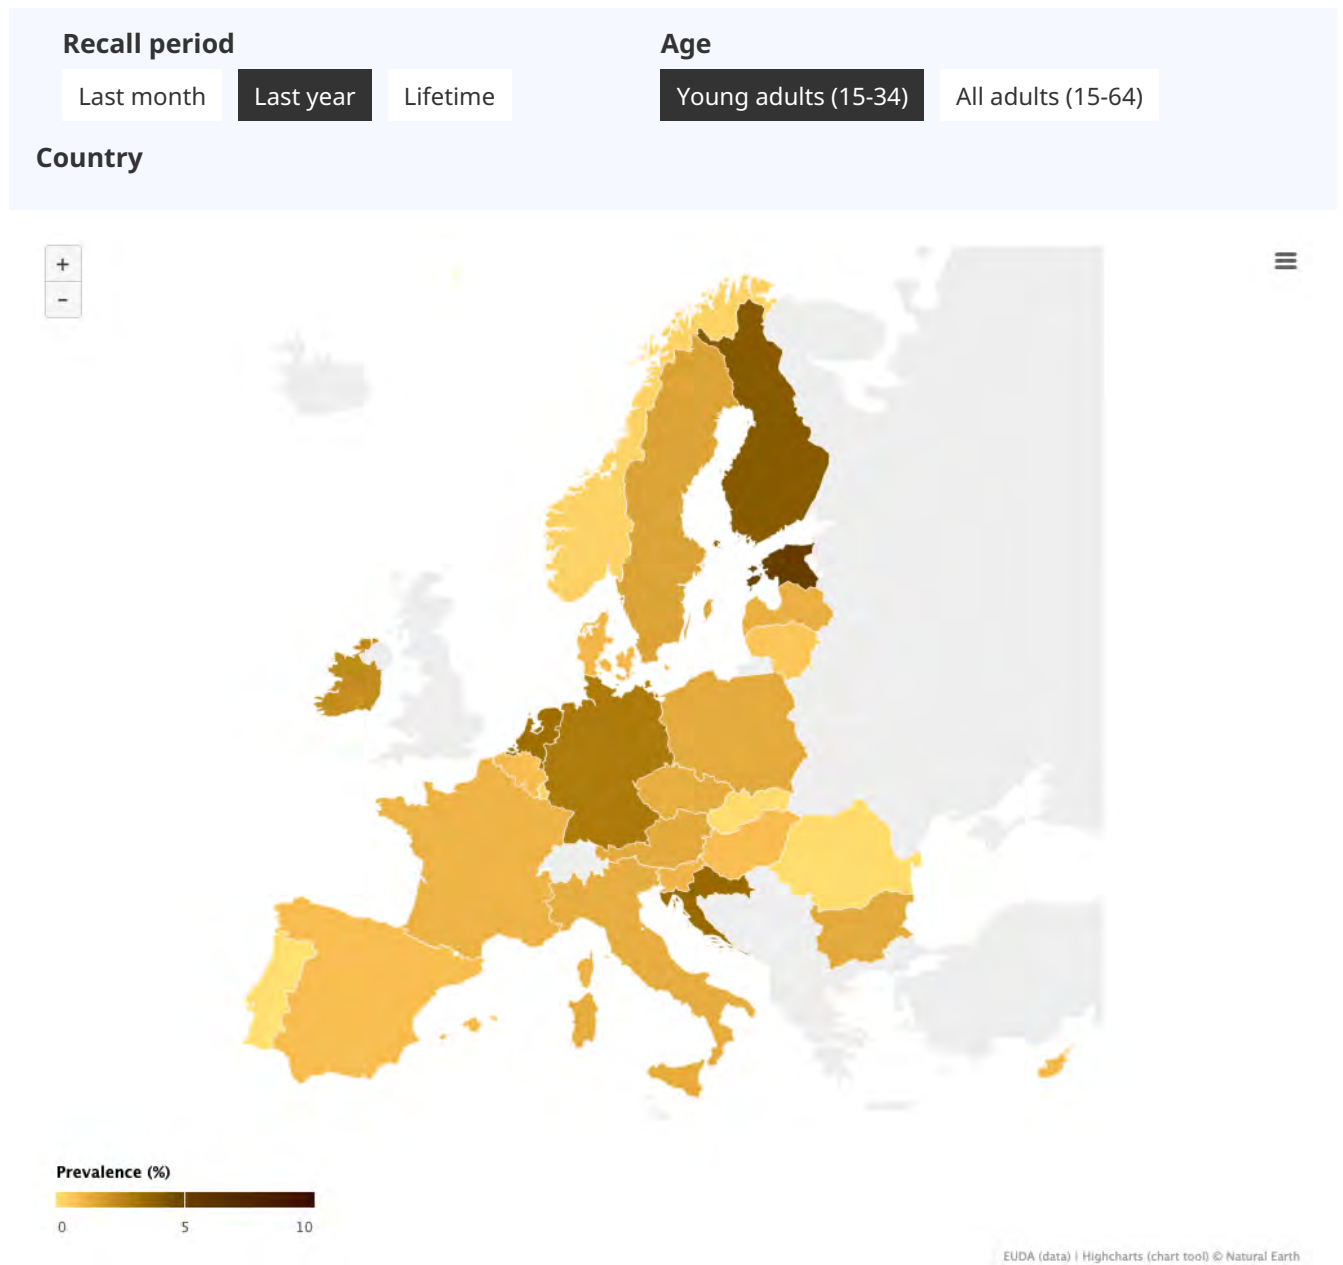 Recall period
Age
Last month Last year Lifetime
Young adults (15-34) All adults (15-64)
Country
+
−
Prevalence (%)
0 5 10
EUDA (data) | Highcharts (chart tool) © Natural Earth